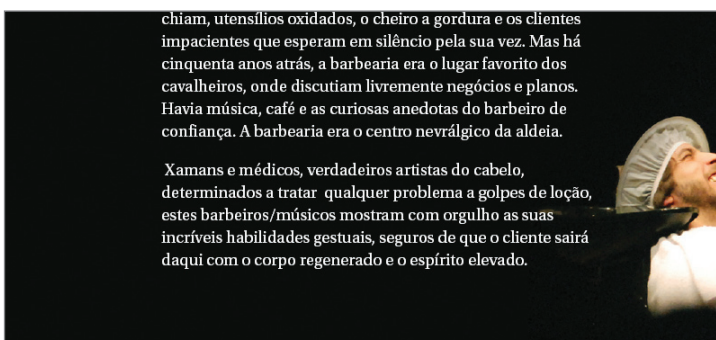 chiam, utensílios oxidados, o cheiro a gordura e os clientes
impacientes que esperam em silêncio pela sua vez. Mas há
cinquenta anos atrás, a barbearia era o lugar favorito dos
cavalheiros, onde discutiam livremente negócios e planos.
Havia música, café e as curiosas anedotas do barbeiro de
confiança. A barbearia era o centro nevrálgico da aldeia.
Xamans e médicos, verdadeiros artistas do cabelo,
determinados a tratar qualquer problema a golpes de loção,
estes barbeiros/músicos mostram com orgulho as suas
incríveis habilidades gestuais, seguros de que o cliente sairá
daqui com o corpo regenerado e o espírito elevado.